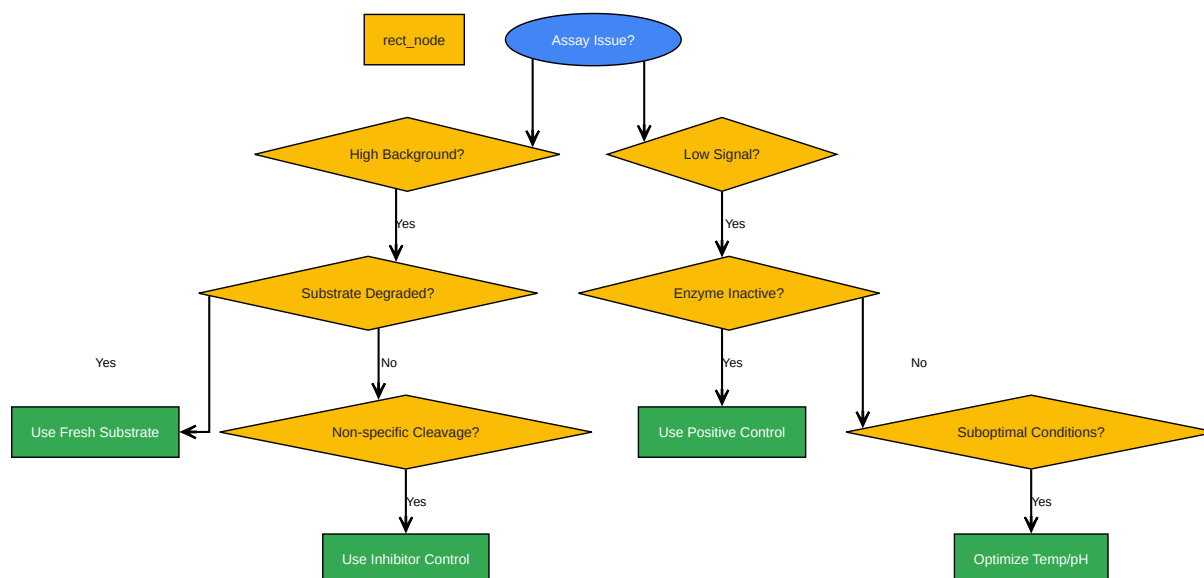 rect_node
Assay Issue?
High Background?
Low Signal?
Yes
Yes
Substrate Degraded?
Enzyme Inactive?
Yes
No
Yes
No
Use Fresh Substrate
Non-specific Cleavage?
Use Positive Control
Suboptimal Conditions?
Yes
Yes
Use Inhibitor Control
Optimize Temp/pH